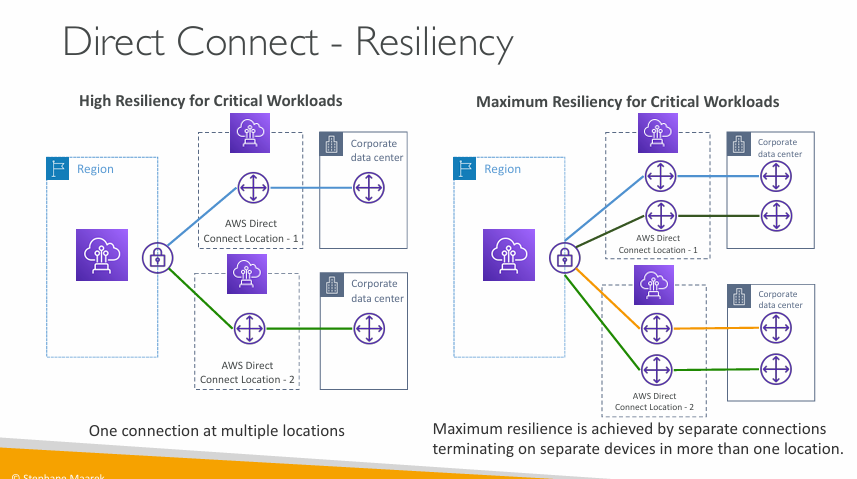 Direct Connect - Resiliency
High Resiliency for Critical Workloads
Region
Corporate
data center
AWS Direct
Connect Location - 1
Corporate
data center
AWS Direct
Connect Location - 2
One connection at multiple locations
Maximum Resiliency for Critical Workloads
Region
Corporate
data center
AWS Direct
Connect Location - 1
Corporate
data center
AWS Direct
Connect Location - 2
Maximum resilience is achieved by separate connections
terminating on separate devices in more than one location.
© Stephane Maarek